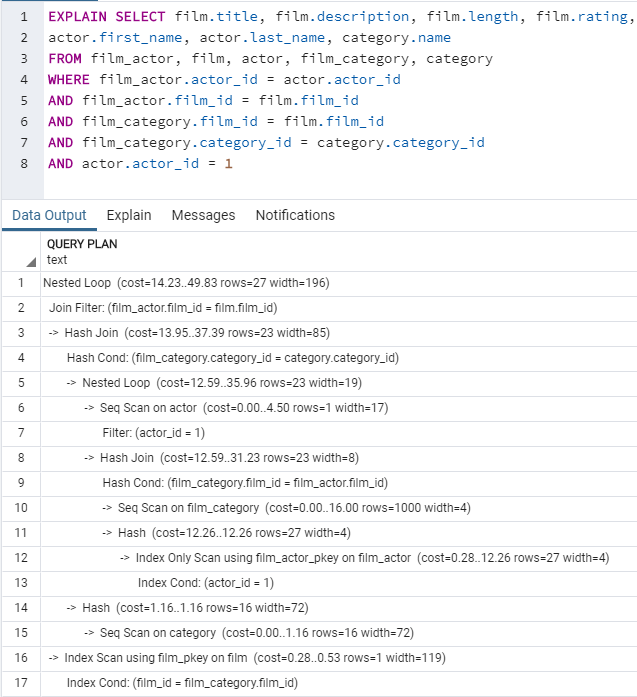 1 EXPLAIN SELECT film.title, film.description, film.length, film.rating,
2 actor.first_name, actor.last_name, category.name
3 FROM film_actor, film, actor, film_category, category
4 WHERE film_actor.actor_id = actor.actor_id
5 AND film_actor.film_id = film.film_id
6 AND film_category.film_id = film.film_id
7 AND film_category.category_id = category.category_id
8 AND actor.actor_id = 1
Data Output Explain Messages Notifications
QUERY PLAN
text
1 Nested Loop (cost=14.23..49.83 rows=27 width=196)
2 Join Filter: (film_actor.film_id = film.film_id)
3 -> Hash Join (cost=13.95..37.39 rows=23 width=85)
4 Hash Cond: (film_category.category_id = category.category_id)
5 -> Nested Loop (cost=12.59..35.96 rows=23 width=19)
6 -> Seq Scan on actor (cost=0.00..4.50 rows=1 width=17)
7 Filter: (actor_id = 1)
8 -> Hash Join (cost=12.59..31.23 rows=23 width=8)
9 Hash Cond: (film_category.film_id = film_actor.film_id)
10 -> Seq Scan on film_category (cost=0.00..16.00 rows=1000 width=4)
11 -> Hash (cost=12.26..12.26 rows=27 width=4)
12 -> Index Only Scan using film_actor_pkey on film_actor (cost=0.28..12.26 rows=27 width=4)
13 Index Cond: (actor_id = 1)
14 -> Hash (cost=1.16..1.16 rows=16 width=72)
15 -> Seq Scan on category (cost=0.00..1.16 rows=16 width=72)
16 -> Index Scan using film_pkey on film (cost=0.28..0.53 rows=1 width=119)
17 Index Cond: (film_id = film_category.film_id)